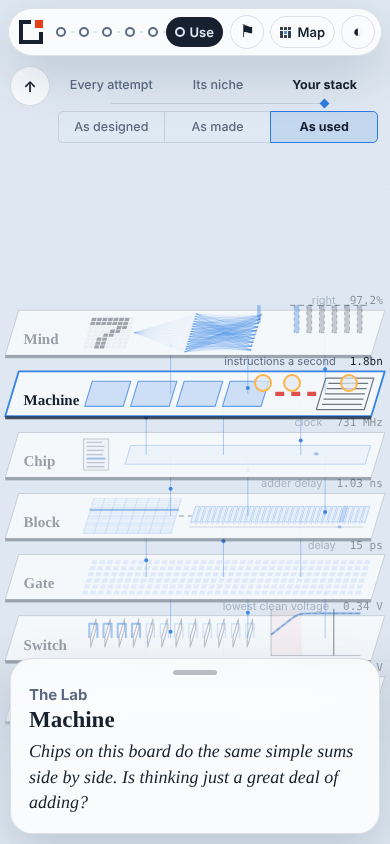 Use
Map
Every attempt
Its niche
Your stack
As designed
As made
As used
right 97.2%
Mind
instructions a second 1.8bn
Machine
clock 731 MHz
Chip
adder delay 1.03 ns
Block
delay 15 ps
Gate
lowest clean voltage 0.34 V
Switch
V
The Lab
Machine
Chips on this board do the same simple sums
side by side. Is thinking just a great deal of
adding?